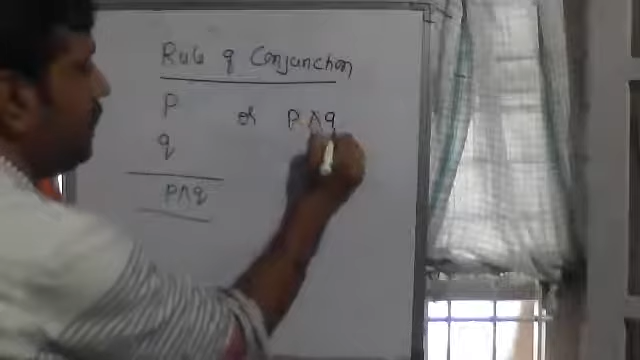 Rule of Conjunction
P or P∧q
q
P∧q